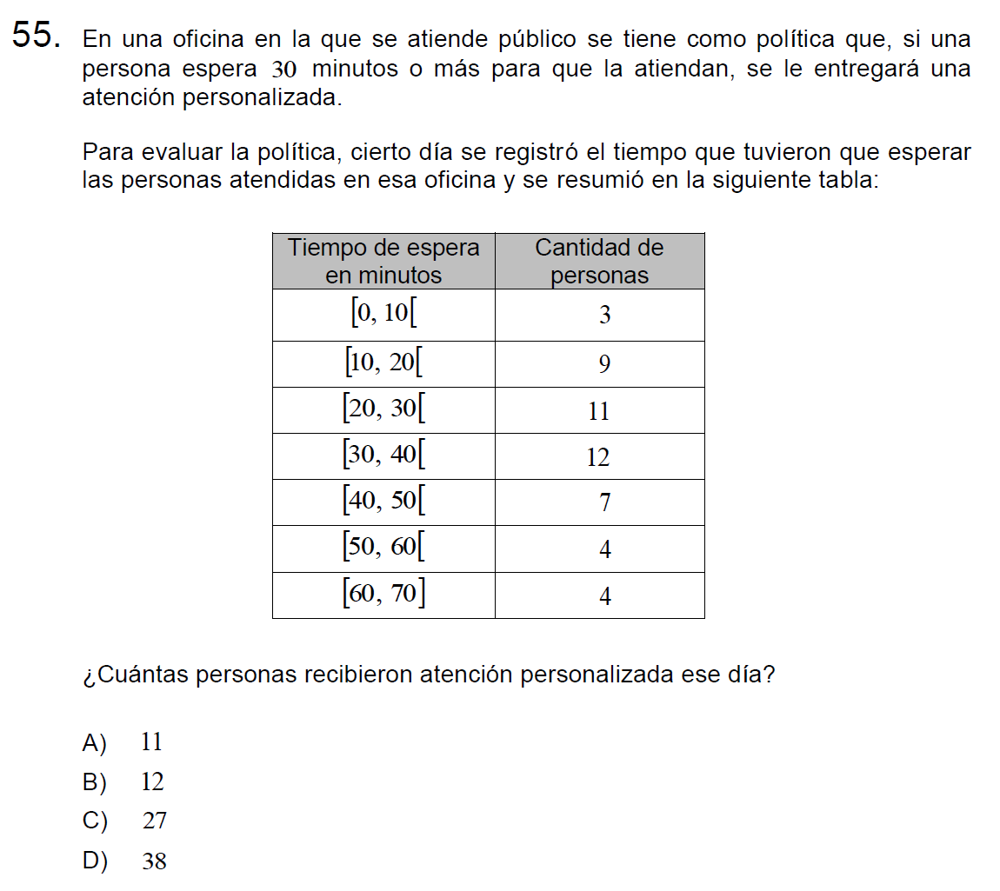 55. En una oficina en la que se atiende público se tiene como política que, si una
persona espera 30 minutos o más para que la atiendan, se le entregará una
atención personalizada.
Para evaluar la política, cierto día se registró el tiempo que tuvieron que esperar
las personas atendidas en esa oficina y se resumió en la siguiente tabla:
Tiempo de espera en minutos Cantidad de personas
[0, 10[ 3
[10, 20[ 9
[20, 30[ 11
[30, 40[ 12
[40, 50[ 7
[50, 60[ 4
[60, 70] 4
¿Cuántas personas recibieron atención personalizada ese día?
A) 11
B) 12
C) 27
D) 38